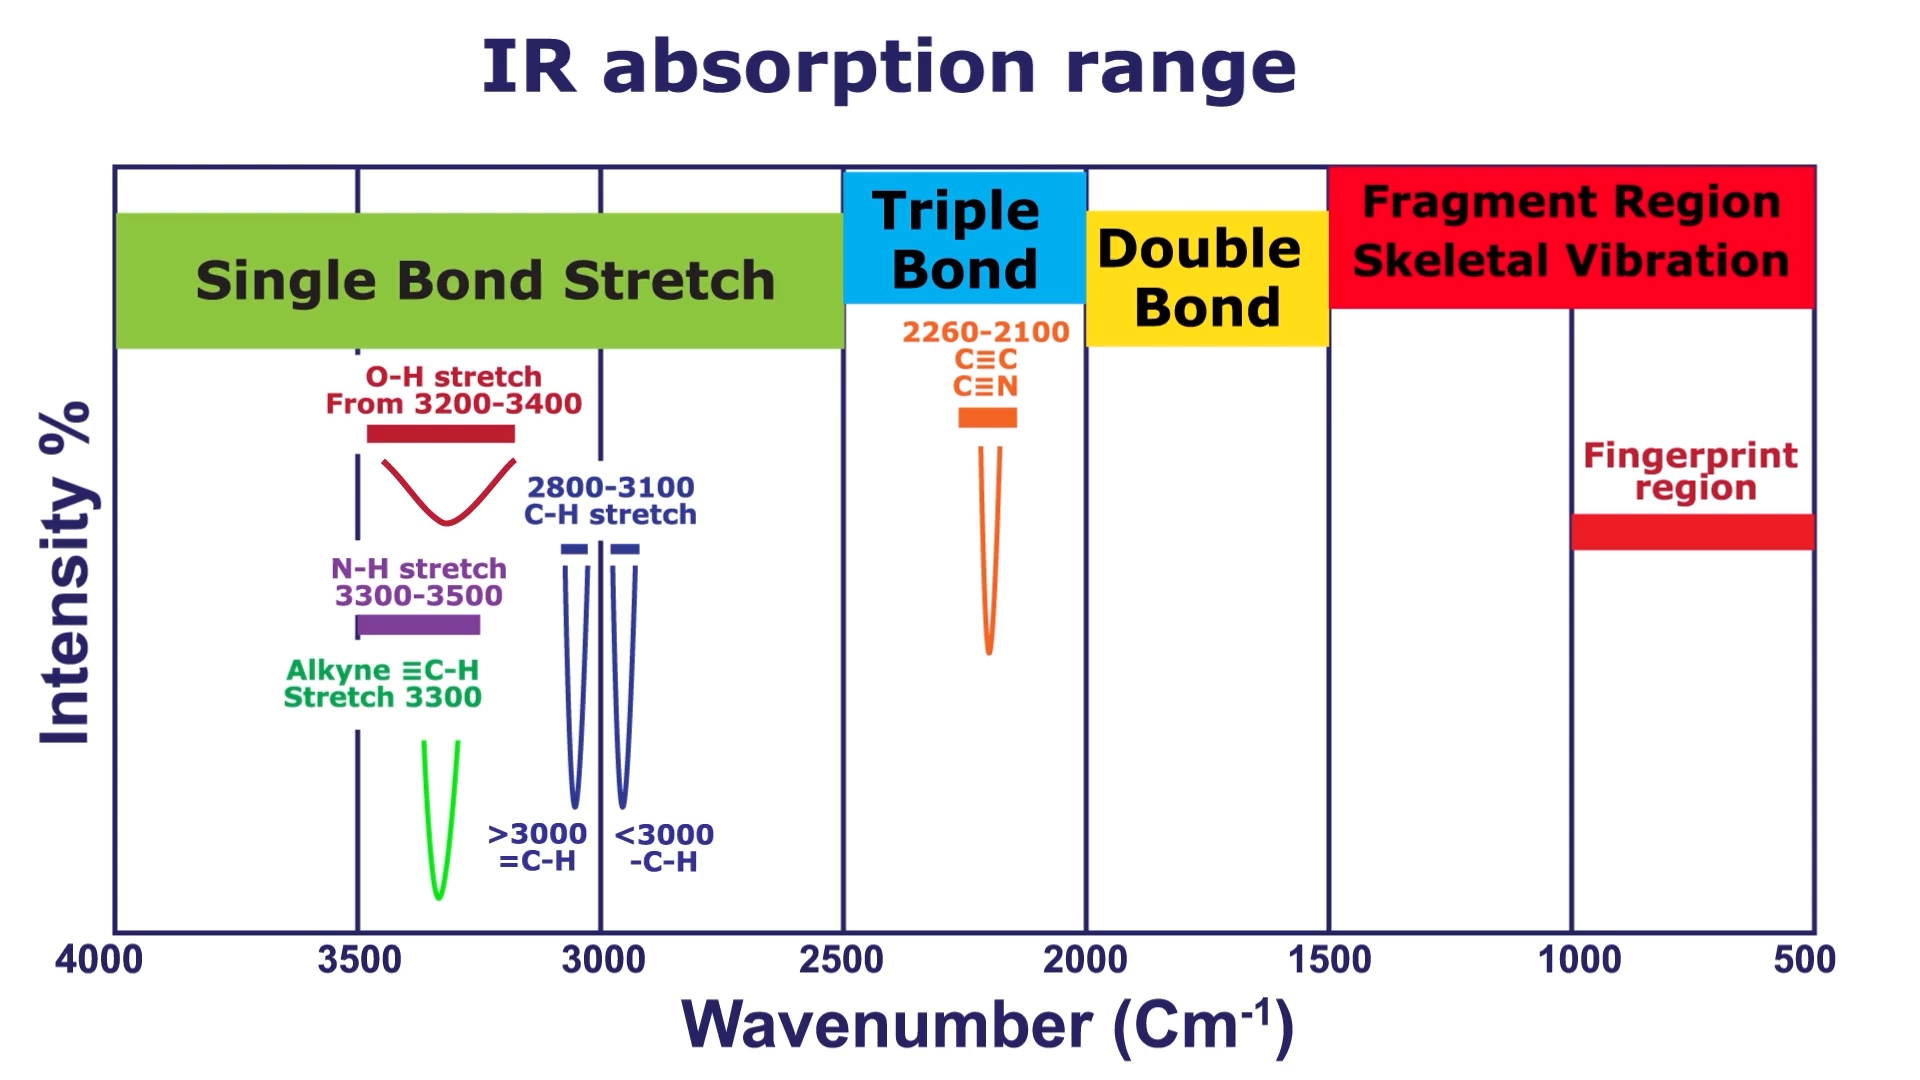 IR absorption range
Single Bond Stretch
Triple
Bond
Double
Bond
Fragment Region
Skeletal Vibration
O-H stretch
From 3200-3400
2260-2100
C≡C
C≡N
2800-3100
C-H stretch
N-H stretch
3300-3500
Alkyne ≡C-H
Stretch 3300
>3000
=C-H
<3000
-C-H
Fingerprint
region
Intensity %
4000 3500 3000 2500 2000 1500 1000 500
Wavenumber (Cm⁻¹)